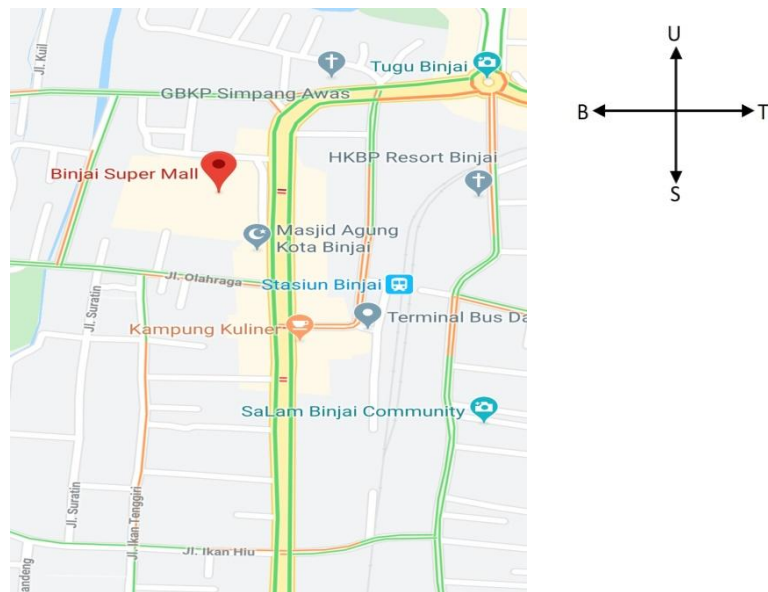 Jl. Kuil
Tugu Binjai
GBKP Simpang Awas
HKBP Resort Binjai
Binjai Super Mall
Masjid Agung
Kota Binjai
Jl. Olahraga
Stasiun Binjai
Jl. Suratin
Kampung Kuliner
Terminal Bus Da
SaLam Binjai Community
Jl. Suratin
Jl. Ikan Tenggiri
Jl. Ikan Hiu
andeng
U
B
T
S